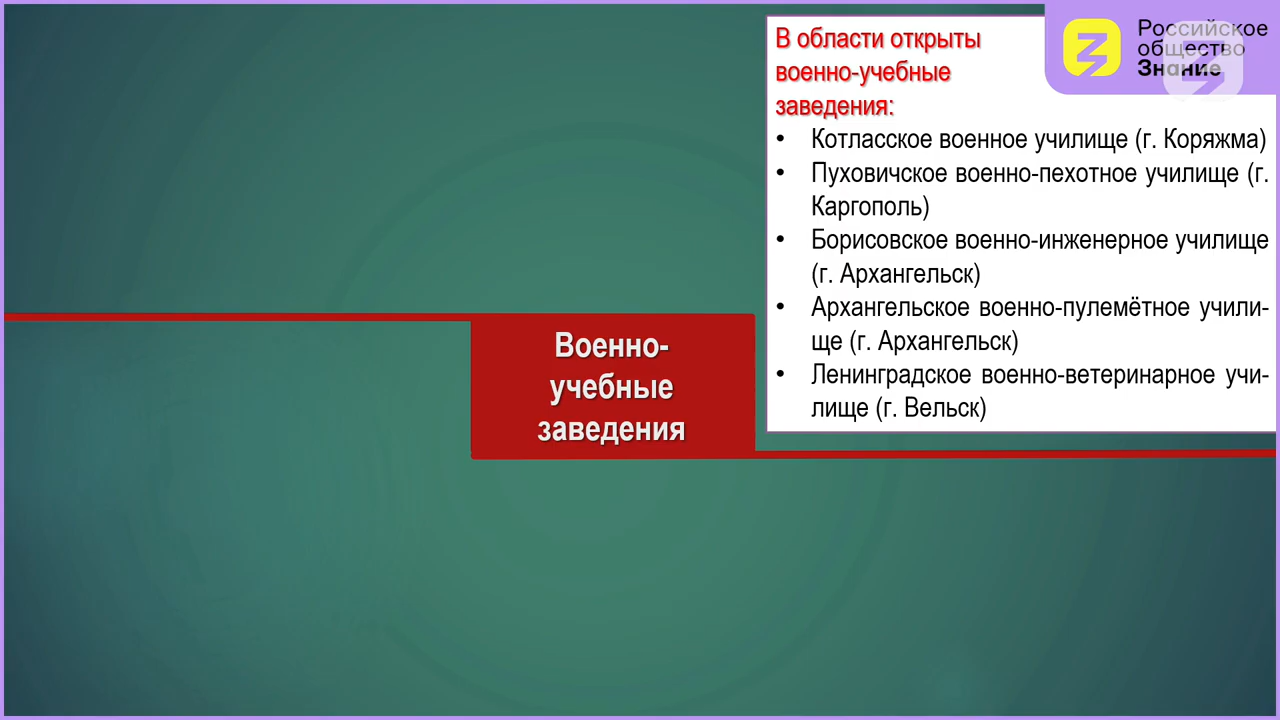 Военно-
учебные
заведения
В области открыты
военно-учебные
заведения:
• Котласское военное училище (г. Коряжма)
• Пуховичское военно-пехотное училище (г.
Каргополь)
• Борисовское военно-инженерное училище
(г. Архангельск)
• Архангельское военно-пулемётное учили-
ще (г. Архангельск)
• Ленинградское военно-ветеринарное учи-
лище (г. Вельск)
Российское
общество
Знание